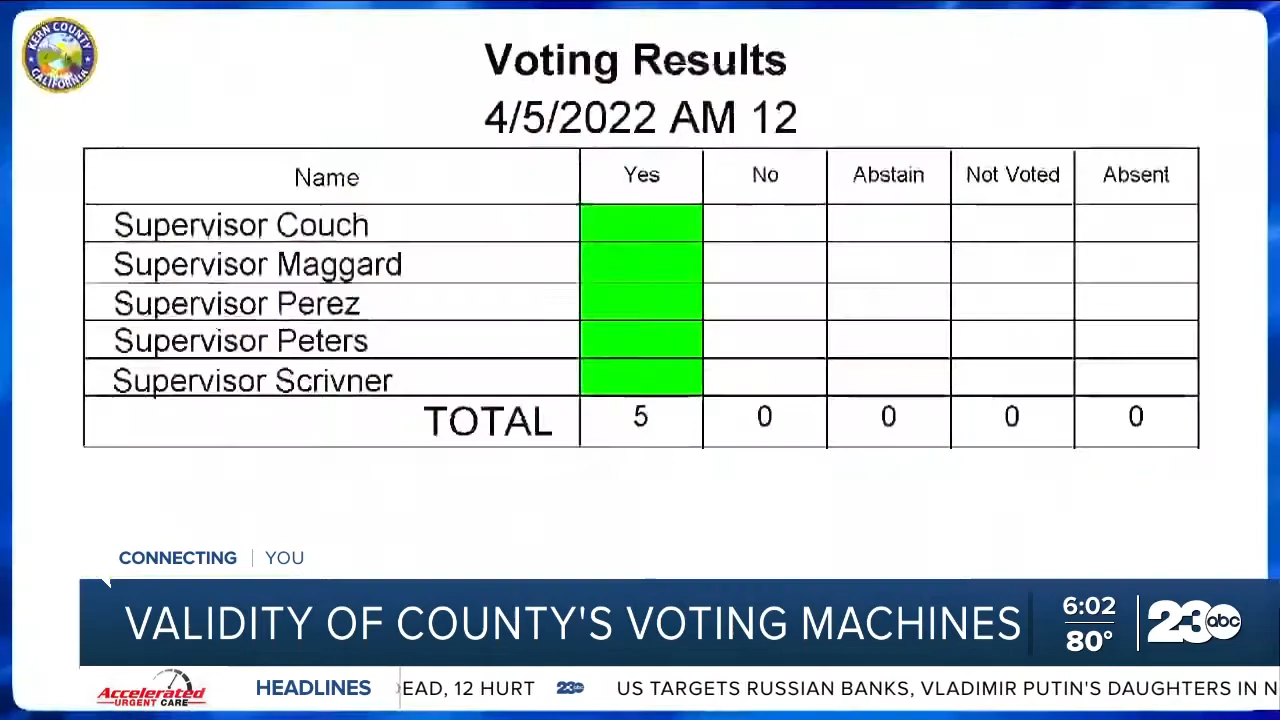 KERN COUNTY
CALIFORNIA
Voting Results
4/5/2022 AM 12
Name Yes No Abstain Not Voted Absent
Supervisor Couch
Supervisor Maggard
Supervisor Perez
Supervisor Peters
Supervisor Scrivner
TOTAL 5 0 0 0 0
CONNECTING | YOU
VALIDITY OF COUNTY'S VOTING MACHINES
6:02
80°
23 abc
Accelerated
URGENT CARE
HEADLINES
EAD, 12 HURT 23abc US TARGETS RUSSIAN BANKS, VLADIMIR PUTIN'S DAUGHTERS IN N